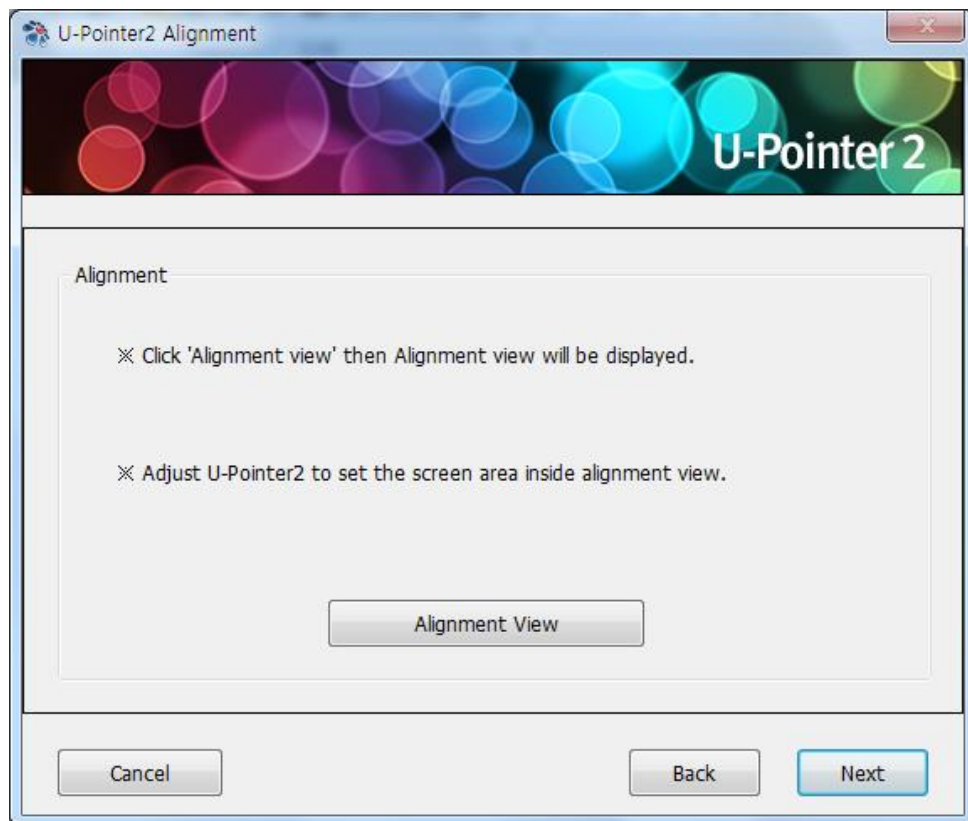 U-Pointer2 Alignment
U-Pointer 2
Alignment
※ Click 'Alignment view' then Alignment view will be displayed.
※ Adjust U-Pointer2 to set the screen area inside alignment view.
Alignment View
Cancel
Back
Next